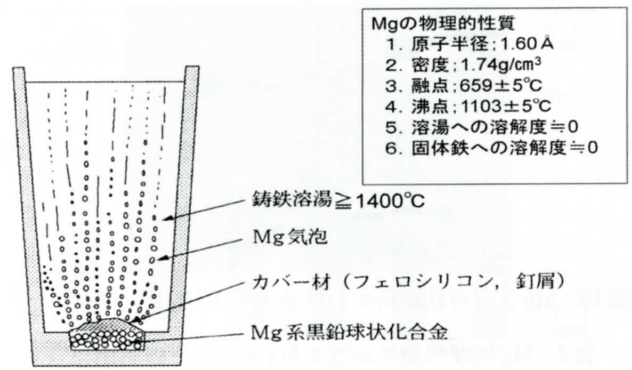 Mgの物理的性質
1. 原子半径;1.60Å
2. 密度;1.74g/cm³
3. 融点;659±5℃
4. 沸点;1103±5℃
5. 溶湯への溶解度≒0
6. 固体鉄への溶解度≒0
鋳鉄溶湯≧1400℃
Mg気泡
カバー材（フェロシリコン，釘屑）
Mg系黒鉛球状化合金